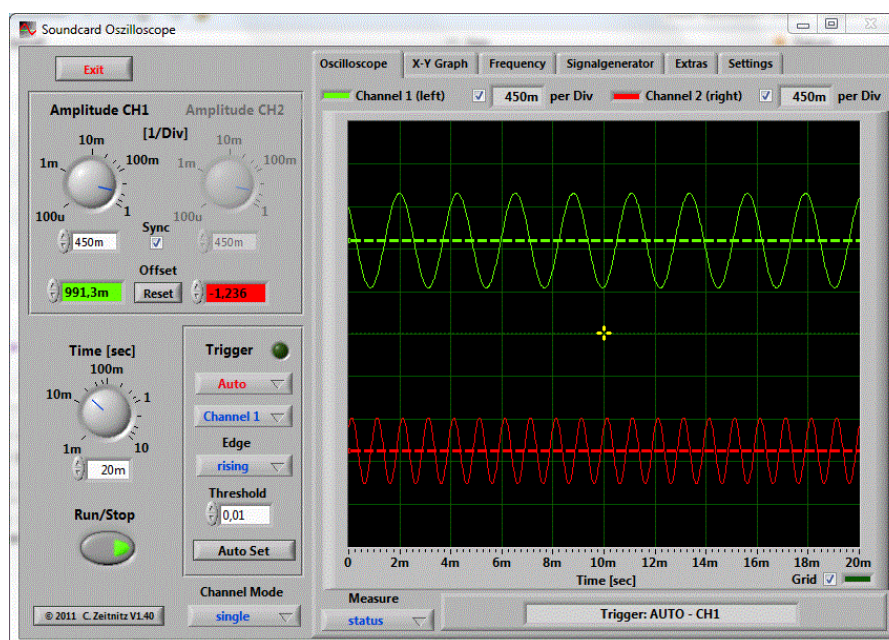 Soundcard Oszilloscope
Exit
Amplitude CH1 Amplitude CH2
[1/Div]
10m 10m
1m 100m 1m 100m
100u 1 100u 1
Sync
450m 450m
Offset
991,3m Reset -1,236
Time [sec]
100m
10m 1
1m 10
20m
Run/Stop
Trigger
Auto
Channel 1
Edge
rising
Threshold
0,01
Auto Set
Channel Mode
single
© 2011 C. Zeitnitz V1.40
Oscilloscope X-Y Graph Frequency Signalgenerator Extras Settings
Channel 1 (left) 450m per Div Channel 2 (right) 450m per Div
0 2m 4m 6m 8m 10m 12m 14m 16m 18m 20m
Time [sec] Grid
Measure
status
Trigger: AUTO - CH1